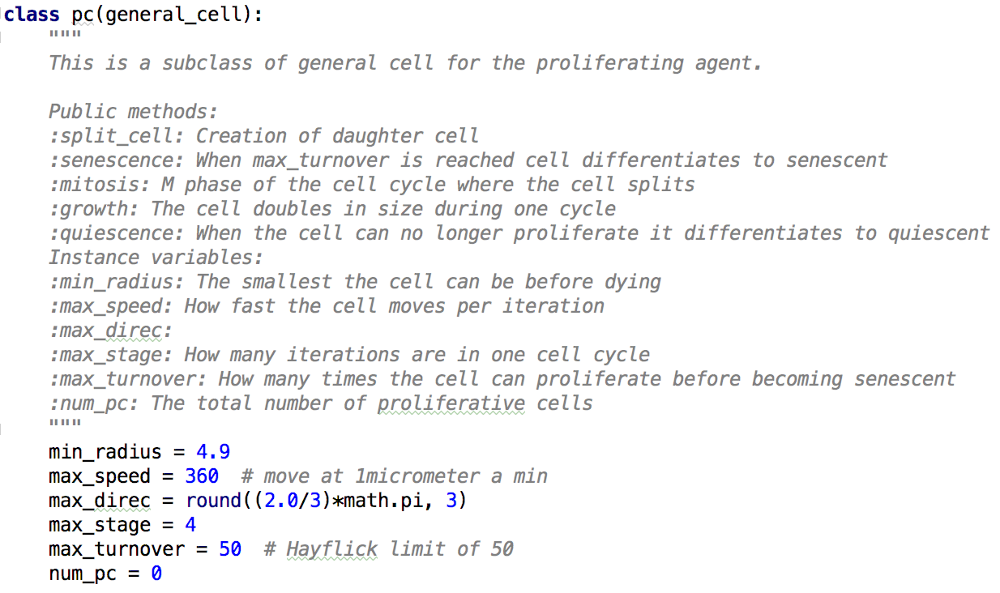 class pc(general_cell):
"""
This is a subclass of general cell for the proliferating agent.
Public methods:
:split_cell: Creation of daughter cell
:senescence: When max_turnover is reached cell differentiates to senescent
:mitosis: M phase of the cell cycle where the cell splits
:growth: The cell doubles in size during one cycle
:quiescence: When the cell can no longer proliferate it differentiates to quiescent
Instance variables:
:min_radius: The smallest the cell can be before dying
:max_speed: How fast the cell moves per iteration
:max_direc:
:max_stage: How many iterations are in one cell cycle
:max_turnover: How many times the cell can proliferate before becoming senescent
:num_pc: The total number of proliferative cells
"""
min_radius = 4.9
max_speed = 360  # move at 1micrometer a min
max_direc = round((2.0/3)*math.pi, 3)
max_stage = 4
max_turnover = 50  # Hayflick limit of 50
num_pc = 0